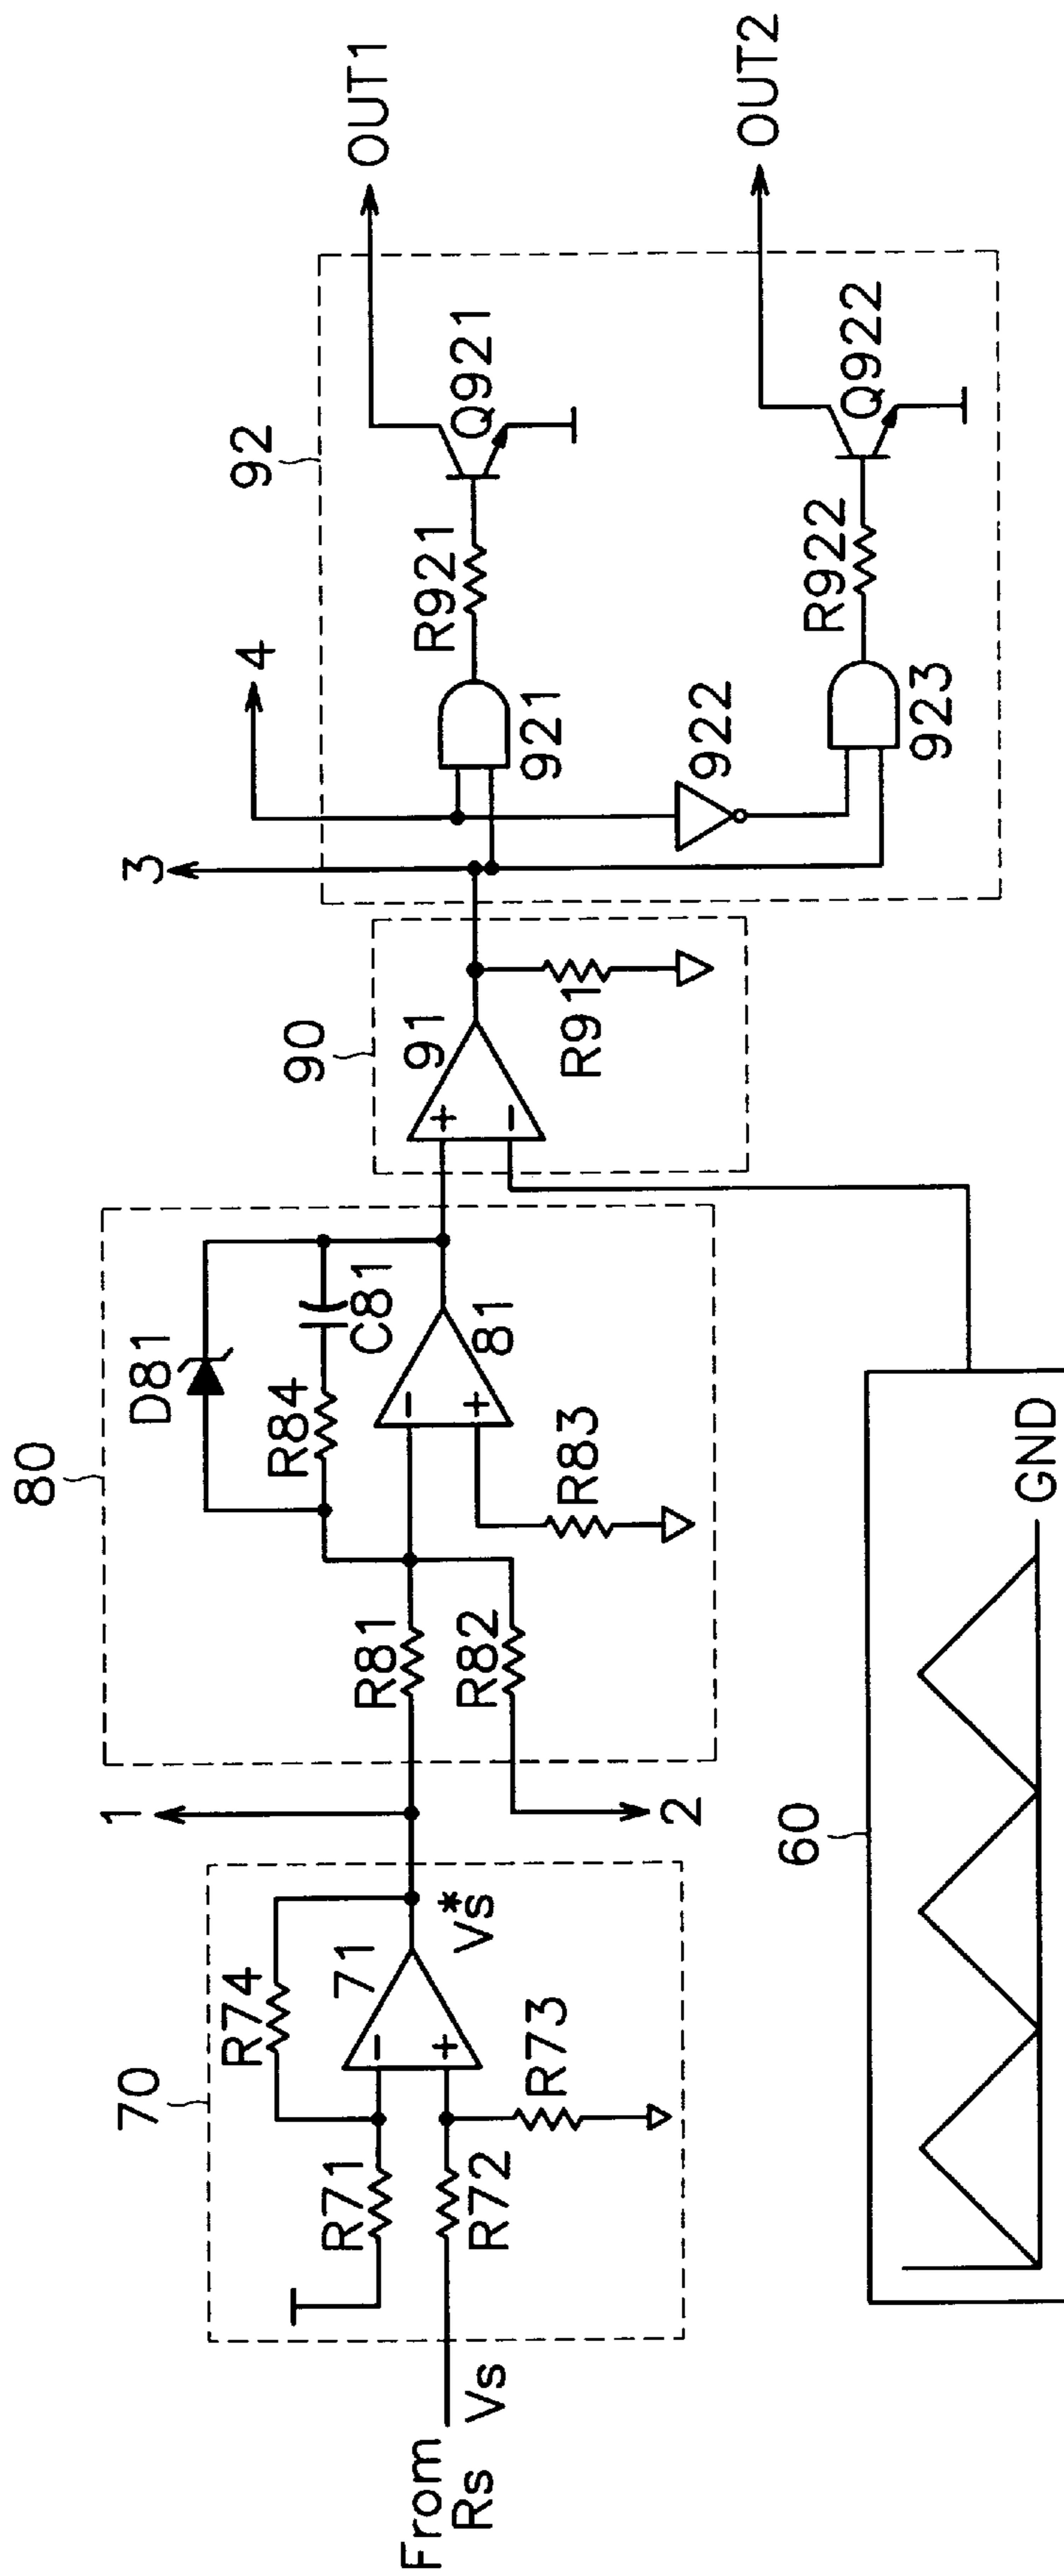 From
Rs
Vs
70
R71
R72
R73
R74
71
−
+
Vs*
1
2
80
R81
R82
R83
R84
C81
D81
81
−
+
90
91
+
−
R91
3
4
92
921
922
923
R921
R922
Q921
Q922
OUT1
OUT2
60
GND